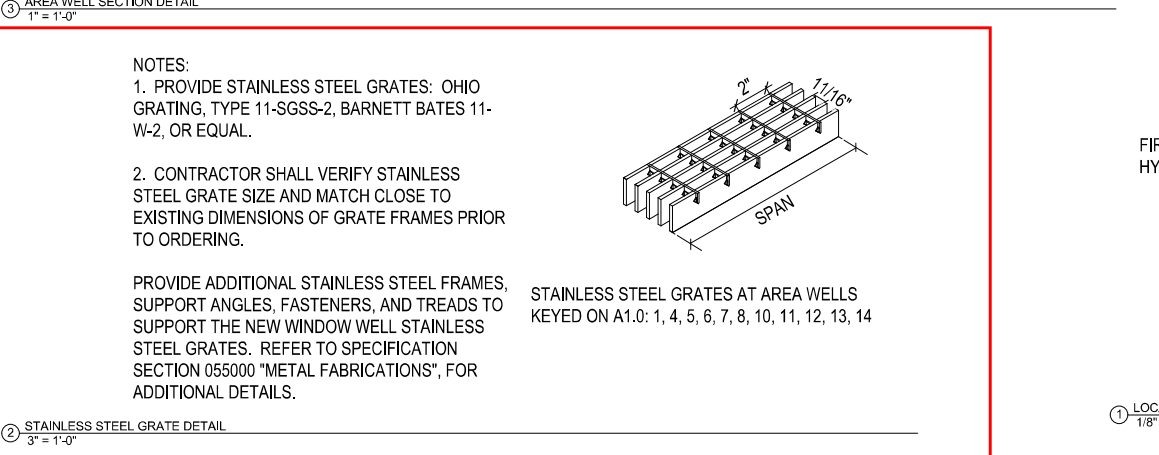 3 AREA WELL SECTION DETAIL
1" = 1'-0"
NOTES:
1. PROVIDE STAINLESS STEEL GRATES: OHIO
GRATING, TYPE 11-SGSS-2, BARNETT BATES 11-
W-2, OR EQUAL.
2. CONTRACTOR SHALL VERIFY STAINLESS
STEEL GRATE SIZE AND MATCH CLOSE TO
EXISTING DIMENSIONS OF GRATE FRAMES PRIOR
TO ORDERING.
PROVIDE ADDITIONAL STAINLESS STEEL FRAMES,
SUPPORT ANGLES, FASTENERS, AND TREADS TO
SUPPORT THE NEW WINDOW WELL STAINLESS
STEEL GRATES. REFER TO SPECIFICATION
SECTION 055000 "METAL FABRICATIONS", FOR
ADDITIONAL DETAILS.
2"
11/16"
SPAN
STAINLESS STEEL GRATES AT AREA WELLS
KEYED ON A1.0: 1, 4, 5, 6, 7, 8, 10, 11, 12, 13, 14
2 STAINLESS STEEL GRATE DETAIL
3" = 1'-0"
FIR
HY
1 LOC
1/8"